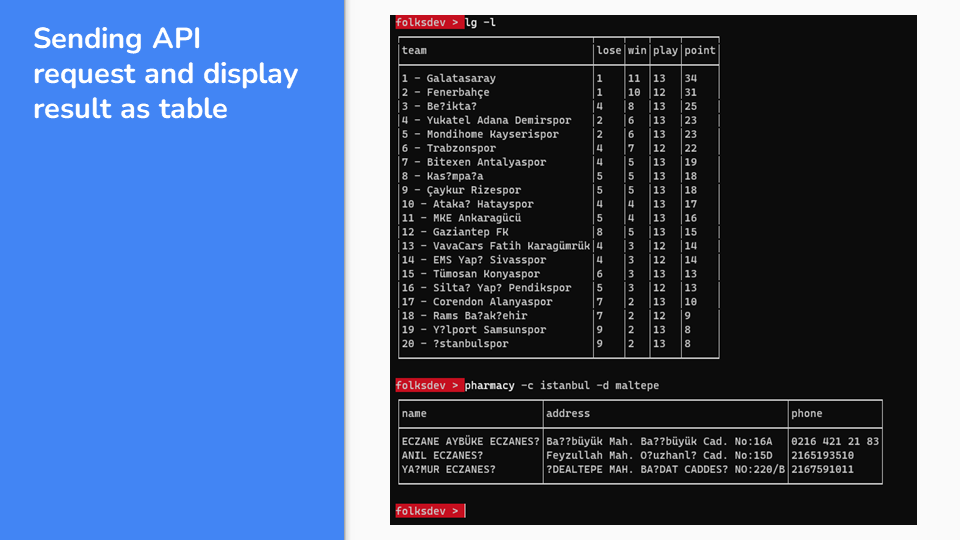 Sending API
request and display
result as table
folksdev > lg -l
team lose win play point
1 - Galatasaray 1 11 13 34
2 - Fenerbahçe 1 10 12 31
3 - Be?ikta? 4 8 13 25
4 - Yukatel Adana Demirspor 2 6 13 23
5 - Mondihome Kayserispor 2 6 13 23
6 - Trabzonspor 4 7 12 22
7 - Bitexen Antalyaspor 4 5 13 19
8 - Kas?mpa?a 5 5 13 18
9 - Çaykur Rizespor 5 5 13 18
10 - Ataka? Hatayspor 4 4 13 17
11 - MKE Ankaragücü 5 4 13 16
12 - Gaziantep FK 8 5 13 15
13 - VavaCars Fatih Karagümrük 4 3 12 14
14 - EMS Yap? Sivasspor 4 3 12 14
15 - Tümosan Konyaspor 6 3 13 13
16 - Silta? Yap? Pendikspor 5 3 12 13
17 - Corendon Alanyaspor 7 2 13 10
18 - Rams Ba?ak?ehir 7 2 12 9
19 - Y?lport Samsunspor 9 2 13 8
20 - ?stanbulspor 9 2 13 8
folksdev > pharmacy -c istanbul -d maltepe
name address phone
ECZANE AYBÜKE ECZANES? Ba??büyük Mah. Ba??büyük Cad. No:16A 0216 421 21 83
ANIL ECZANES? Feyzullah Mah. O?uzhanl? Cad. No:15D 2165193510
YA?MUR ECZANES? ?DEALTEPE MAH. BA?DAT CADDES? NO:220/B 2167591011
folksdev >